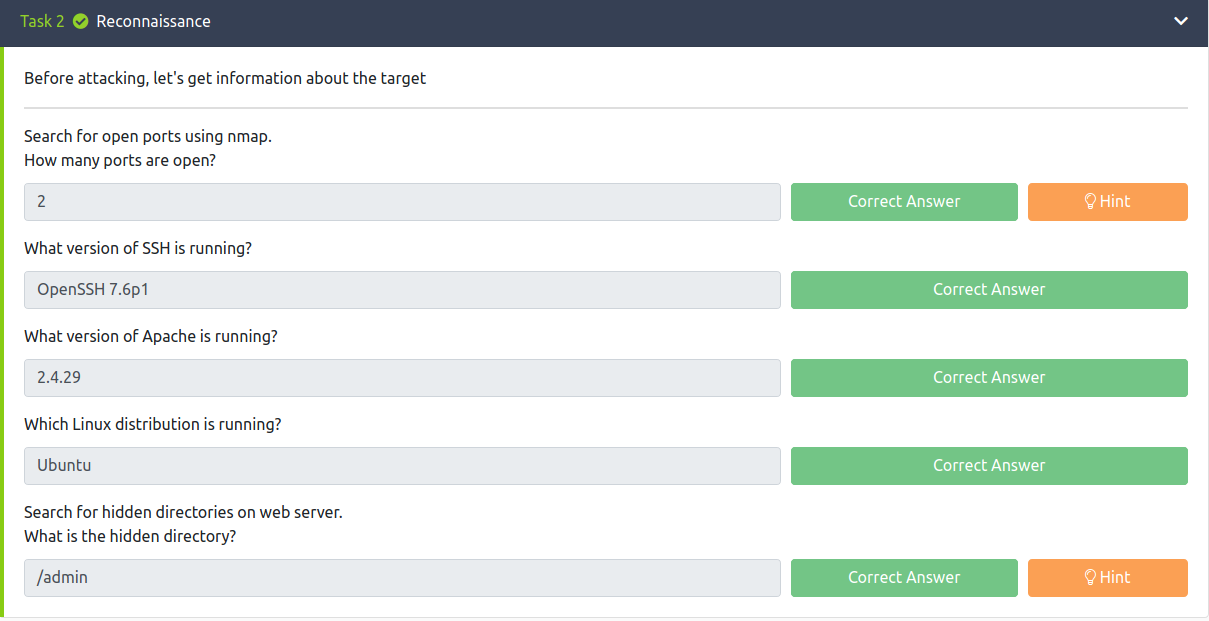 Task 2 Reconnaissance
Before attacking, let's get information about the target
Search for open ports using nmap.
How many ports are open?
2 Correct Answer Hint
What version of SSH is running?
OpenSSH 7.6p1 Correct Answer
What version of Apache is running?
2.4.29 Correct Answer
Which Linux distribution is running?
Ubuntu Correct Answer
Search for hidden directories on web server.
What is the hidden directory?
/admin Correct Answer Hint